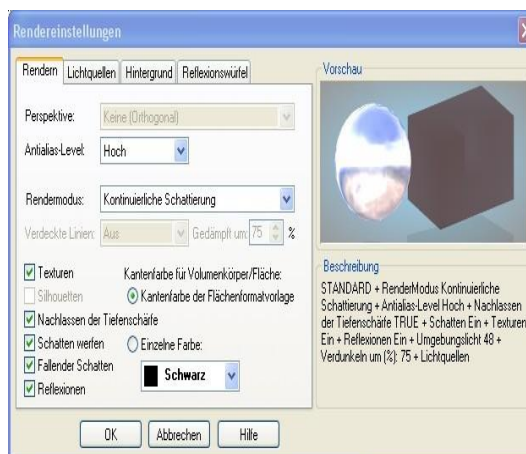 Rendereinstellungen
Rendern Lichtquellen Hintergrund Reflexionswürfel
Perspektive: Keine (Orthogonal)
Antialias-Level: Hoch
Rendermodus: Kontinuierliche Schattierung
Verdeckte Linien: Aus Gedämpft um: 75 %
Texturen
Kantenfarbe für Volumenkörper/Fläche:
Silhouetten
Kantenfarbe der Flächenformatvorlage
Nachlassen der Tiefenschärfe
Schatten werfen
Einzelne Farbe:
Fallender Schatten
Schwarz
Reflexionen
OK Abbrechen Hilfe
Vorschau
Beschreibung
STANDARD + RenderModus Kontinuierliche
Schattierung + Antialias-Level Hoch + Nachlassen
der Tiefenschärfe TRUE + Schatten Ein + Texturen
Ein + Reflexionen Ein + Umgebungslicht 48 +
Verdunkeln um (%): 75 + Lichtquellen